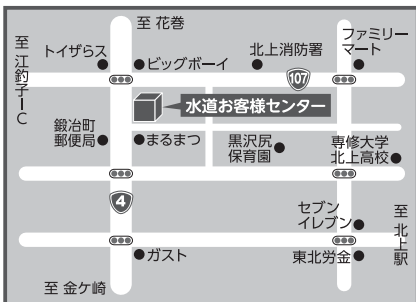 至 花巻
至 江釣子IC
トイザらス
ビッグボーイ
北上消防署
ファミリー
マート
107
水道お客様センター
鍛冶町
郵便局
まるまつ
黒沢尻
保育園
専修大学
北上高校
4
セブン
イレブン
至 北上駅
ガスト
東北労金
至 金ケ崎